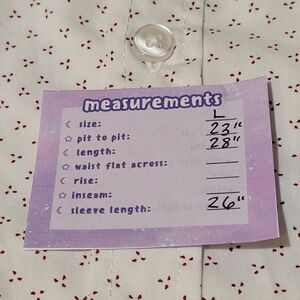 measurements
size: L
pit to pit: 23"
length: 28"
waist flat across:
rise:
inseam:
sleeve length: 26"